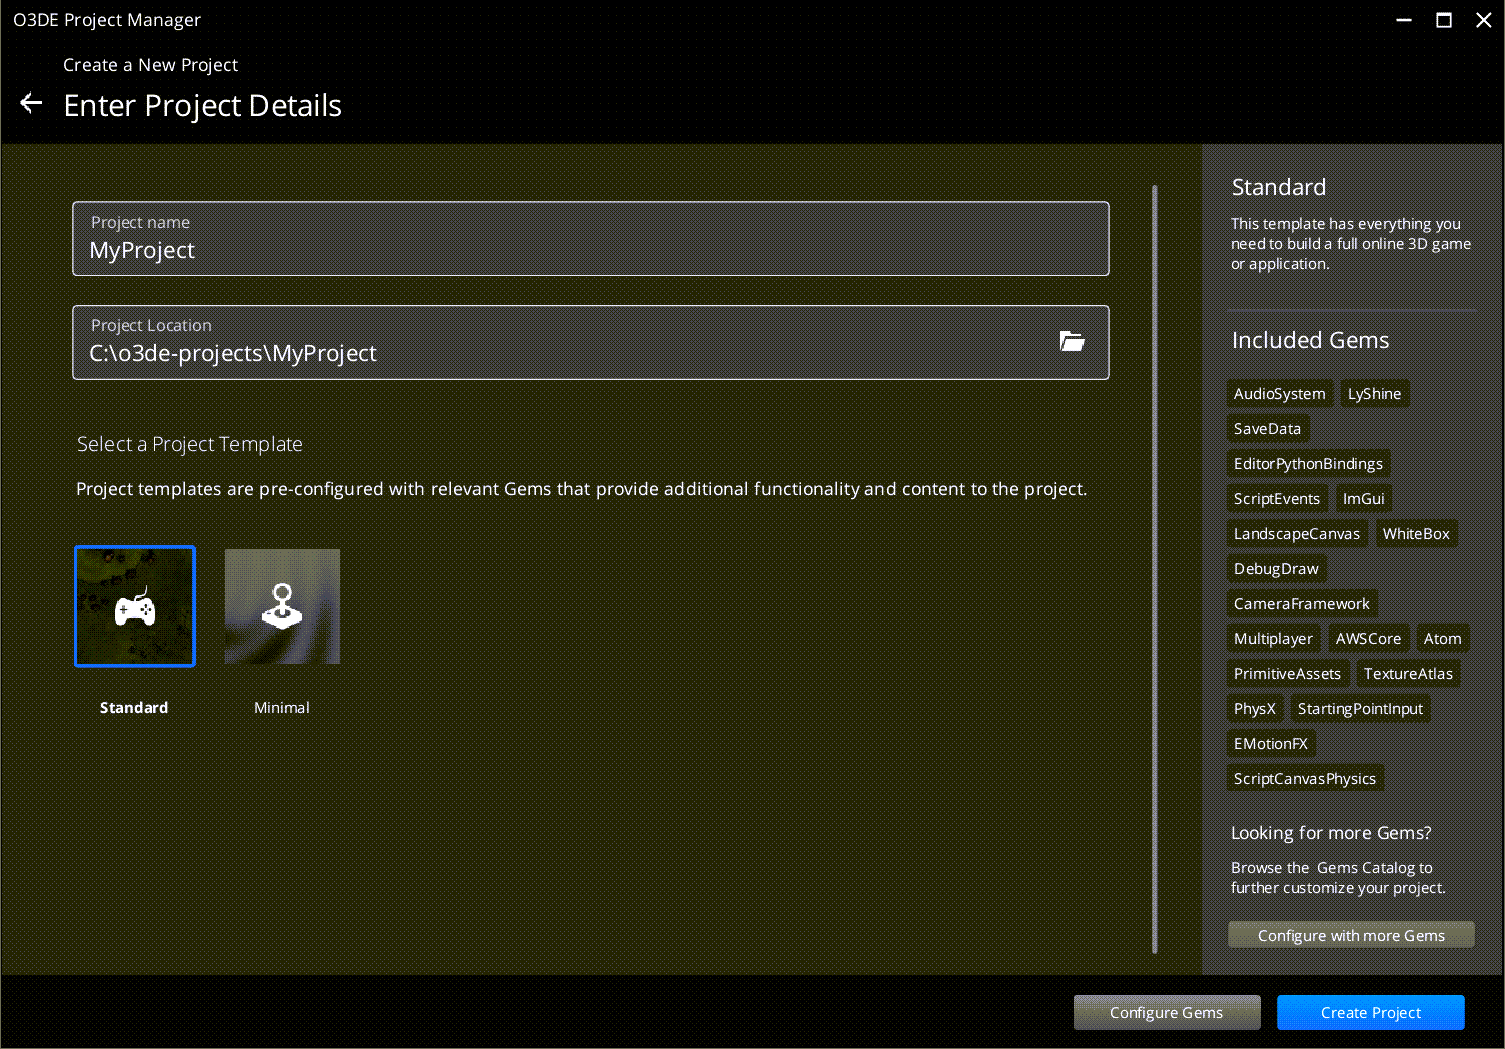 O3DE Project Manager
Create a New Project
Enter Project Details
Project name
MyProject
Project Location
C:\o3de-projects\MyProject
Select a Project Template
Project templates are pre-configured with relevant Gems that provide additional functionality and content to the project.
Standard
Minimal
Standard
This template has everything you
need to build a full online 3D game
or application.
Included Gems
AudioSystem LyShine
SaveData
EditorPythonBindings
ScriptEvents ImGui
LandscapeCanvas WhiteBox
DebugDraw
CameraFramework
Multiplayer AWSCore Atom
PrimitiveAssets TextureAtlas
PhysX StartingPointInput
EMotionFX
ScriptCanvasPhysics
Looking for more Gems?
Browse the Gems Catalog to
further customize your project.
Configure with more Gems
Configure Gems Create Project